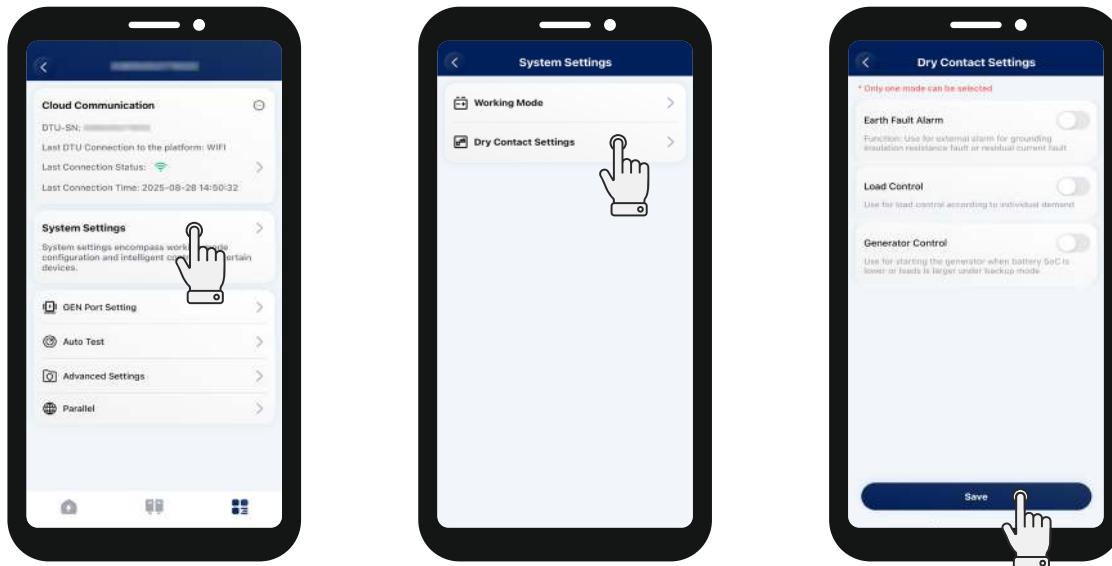 Cloud Communication
DTU-SN:
Last DTU Connection to the platform: WIFI
Last Connection Status:
Last Connection Time: 2025-08-28 14:50:32
System Settings
System settings encompass mode
configuration and intelligent
devices.
GEN Port Setting
Auto Test
Advanced Settings
Parallel
System Settings
Working Mode
Dry Contact Settings
Dry Contact Settings
* Only one mode can be selected
Earth Fault Alarm
Function: Use for external alarm for grounding
insulation resistance fault or residual current fault
Load Control
Use for load control according to individual demand
Generator Control
Use for starting the generator when battery SoC is
lower or loads is larger under backup mode
Save